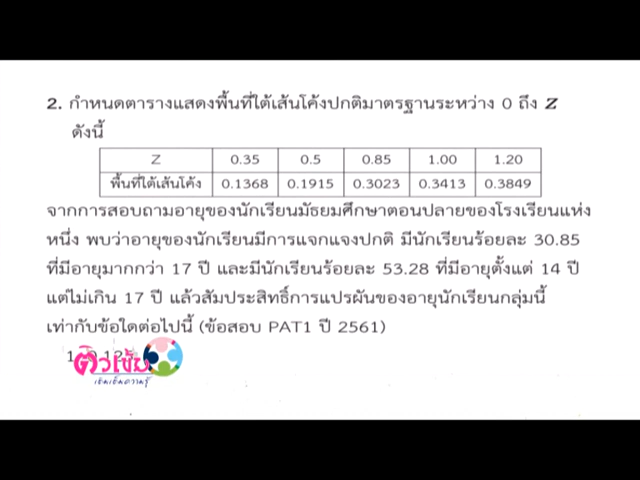 2. กำหนดตารางแสดงพื้นที่ใต้เส้นโค้งปกติมาตรฐานระหว่าง 0 ถึง Z
ดังนี้
Z 0.35 0.5 0.85 1.00 1.20
พื้นที่ใต้เส้นโค้ง 0.1368 0.1915 0.3023 0.3413 0.3849
จากการสอบถามอายุของนักเรียนมัธยมศึกษาตอนปลายของโรงเรียนแห่ง
หนึ่ง พบว่าอายุของนักเรียนมีการแจกแจงปกติ มีนักเรียนร้อยละ 30.85
ที่มีอายุมากกว่า 17 ปี และมีนักเรียนร้อยละ 53.28 ที่มีอายุตั้งแต่ 14 ปี
แต่ไม่เกิน 17 ปี แล้วสัมประสิทธิ์การแปรผันของอายุนักเรียนกลุ่มนี้
เท่ากับข้อใดต่อไปนี้ (ข้อสอบ PAT1 ปี 2561)
ติวเข้ม
เติมเต็มความรู้